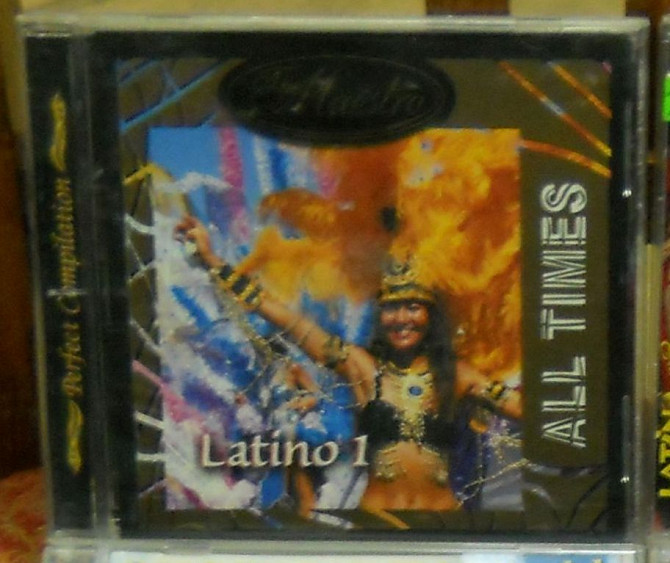 Maestro
Perfect Compilation
ALL TIMES
Latino 1